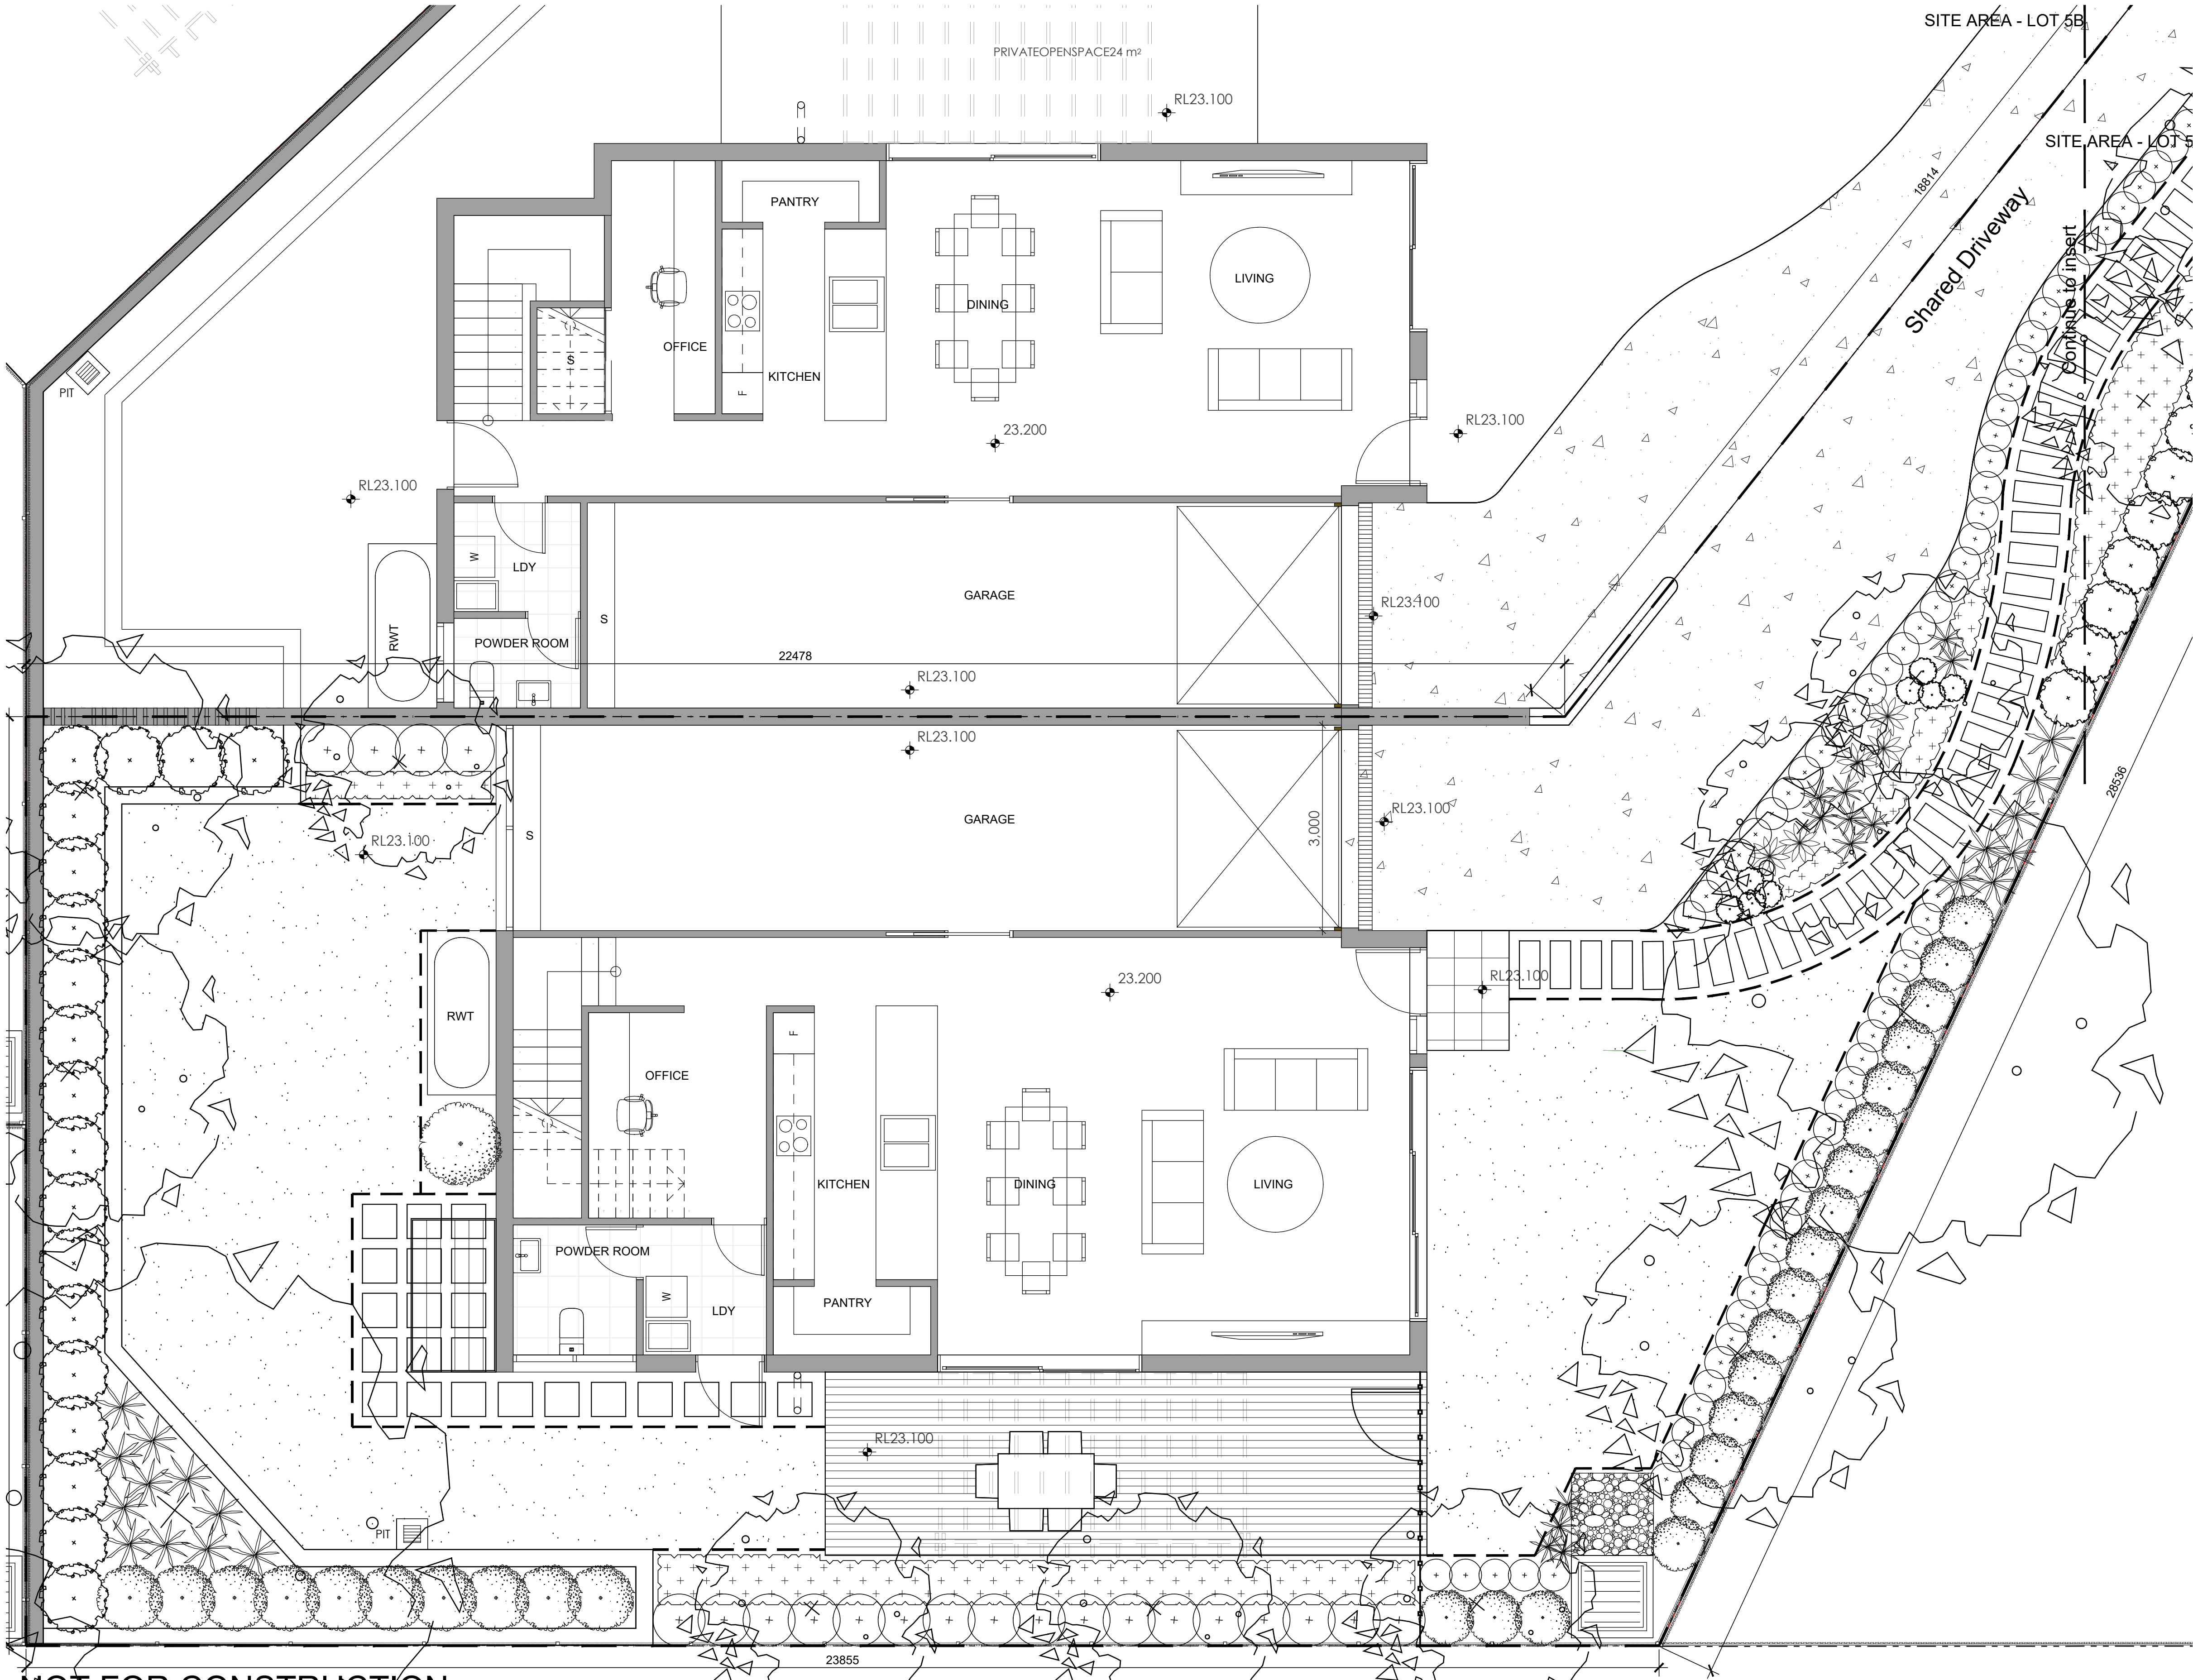 SITE AREA - LOT 5B
PRIVATEOPENSPACE24 m²
RL23.100
SITE AREA - LOT 5
18814
Shared Driveway
Continue to insert
PANTRY
LIVING
DINING
OFFICE
S
KITCHEN
F
PIT
23.200
RL23.100
RL23.100
W
LDY
GARAGE
S
RL23.100
RWT
POWDER ROOM
22478
RL23.100
RL23.100
28536
GARAGE
RL23.100
3,000
S
RL23.100
23.200
RL23.100
RWT
F
OFFICE
KITCHEN
DINING
LIVING
POWDER ROOM
W
LDY
PANTRY
RL23.100
PIT
23855
NOT FOR CONSTRUCTION